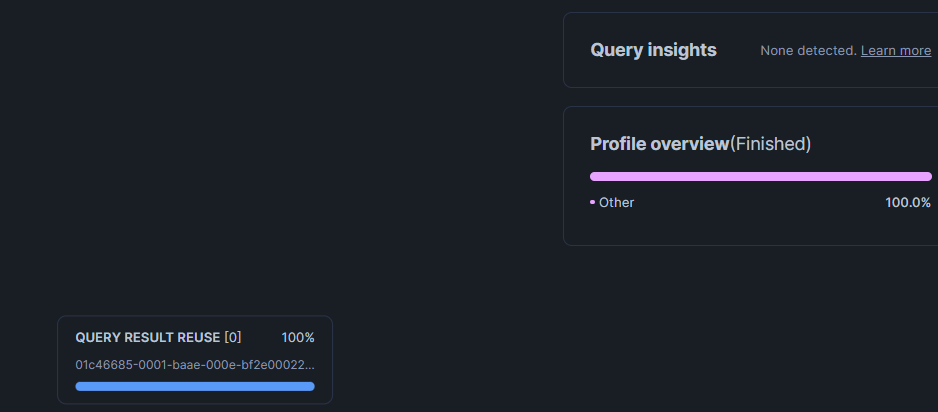 Query insights None detected. Learn more
Profile overview(Finished)
Other 100.0%
QUERY RESULT REUSE [0] 100%
01c46685-0001-baae-000e-bf2e00022...